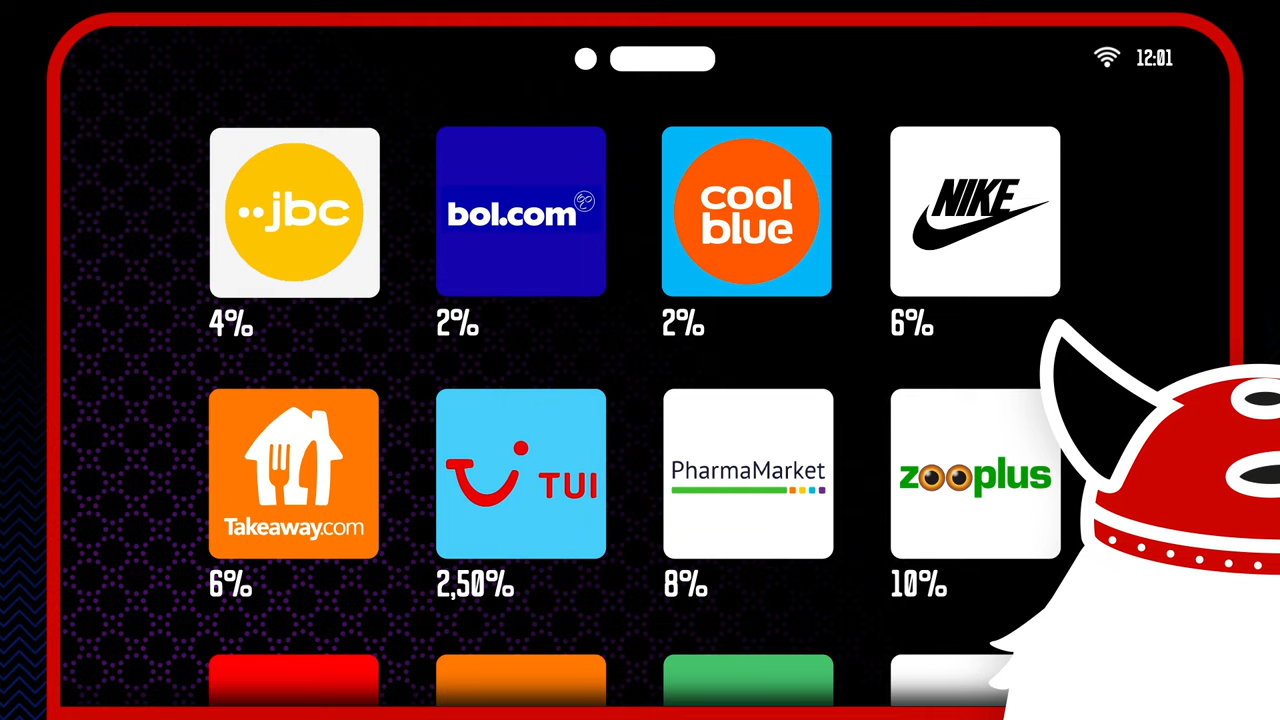 12:01
jbc
bol.com
cool
blue
NIKE
4%
2%
2%
6%
Takeaway.com
TUI
PharmaMarket
zooplus
6%
2,50%
8%
10%